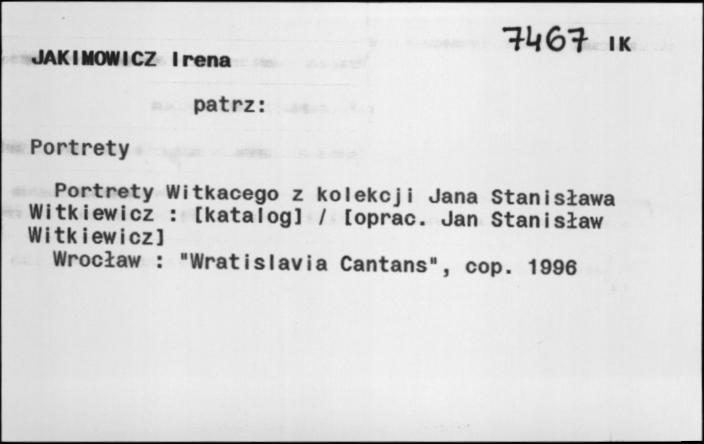 7467 IK
JAKIMOWICZ Irena
patrz:
Portrety
Portrety Witkacego z kolekcji Jana Stanisława
Witkiewicz : [katalog] / [oprac. Jan Stanisław
Witkiewicz]
Wrocław : "Wratislavia Cantans", cop. 1996